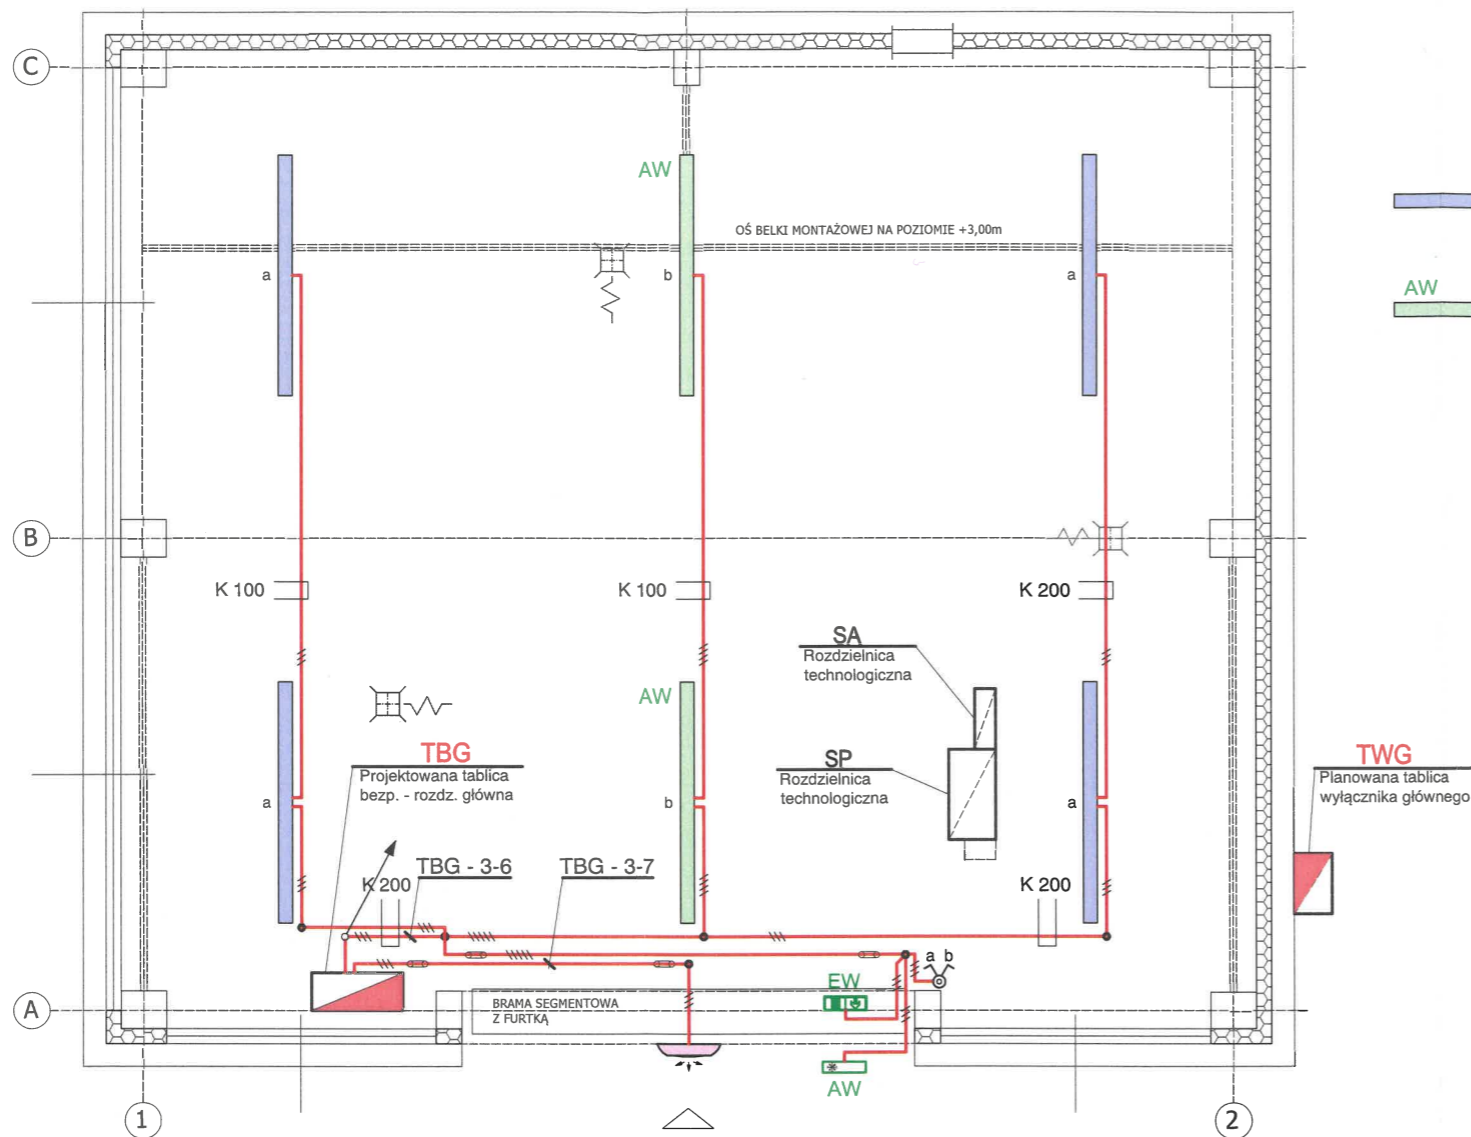 C
AW
OŚ BELKI MONTAŻOWEJ NA POZIOMIE +3,00m
a
b
a
AW
B
K 100
K 100
K 200
SA
Rozdzielnica
technologiczna
AW
TBG
Projektowana tablica
bezp. - rozdz. główna
SP
Rozdzielnica
technologiczna
TWG
Planowana tablica
wyłącznika głównego
a
b
a
TBG - 3-6
TBG - 3-7
K 200
K 200
a b
EW
A
BRAMA SEGMENTOWA
Z FURTKĄ
AW
1
2